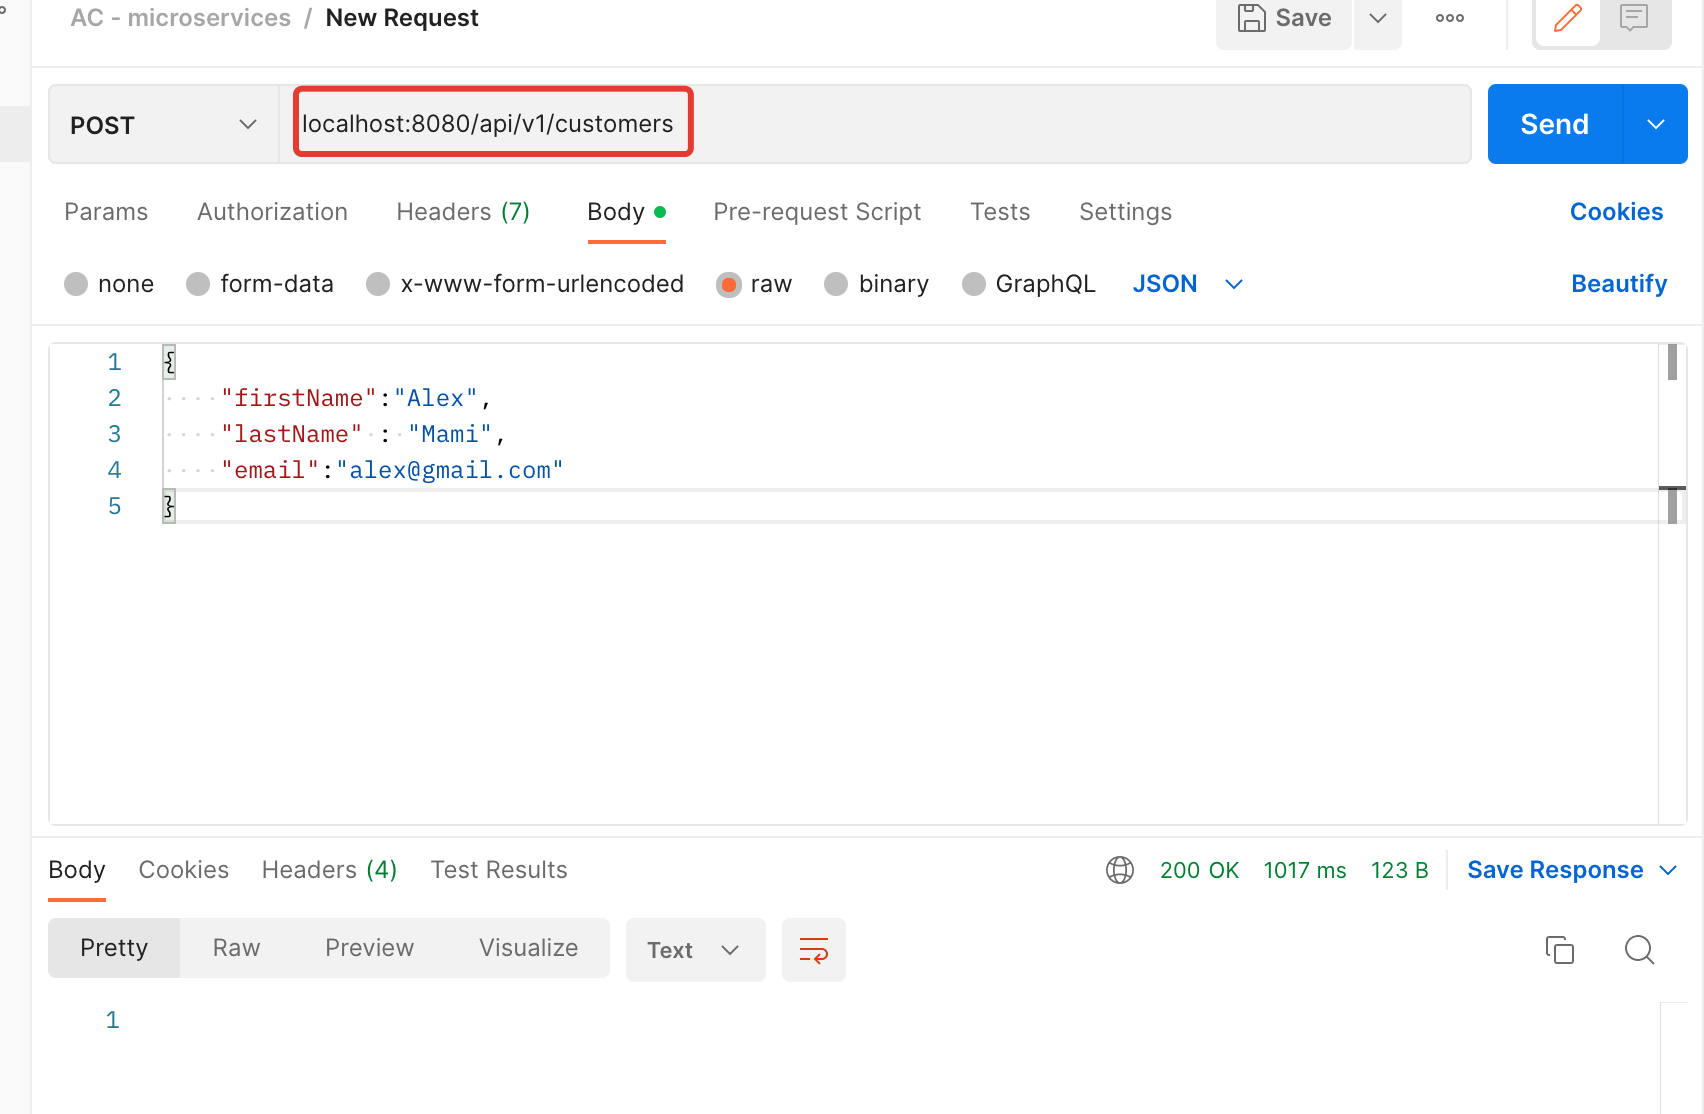 AC - microservices / New Request
Save
POST
localhost:8080/api/v1/customers
Send
Params Authorization Headers (7) Body Pre-request Script Tests Settings Cookies
none form-data x-www-form-urlencoded raw binary GraphQL JSON Beautify
1 {
2 "firstName":"Alex",
3 "lastName" : "Mami",
4 "email":"alex@gmail.com"
5 }
Body Cookies Headers (4) Test Results 200 OK 1017 ms 123 B Save Response
Pretty Raw Preview Visualize Text
1